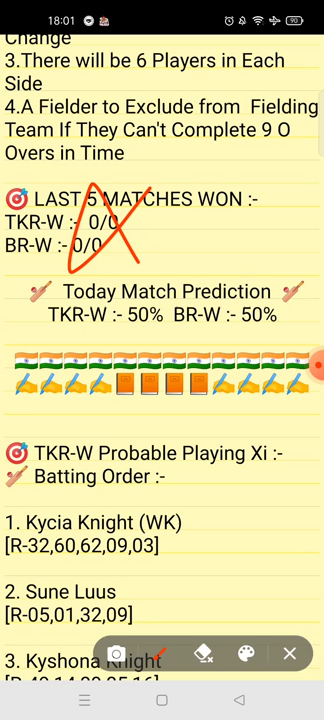 18:01
90
Change
3.There will be 6 Players in Each
Side
4.A Fielder to Exclude from Fielding
Team If They Can't Complete 9 O
Overs in Time
🎯 LAST 5 MATCHES WON :-
TKR-W :- 0/0
BR-W :- 0/0
🏏 Today Match Prediction 🏏
TKR-W :- 50% BR-W :- 50%
🎯 TKR-W Probable Playing Xi :-
🏏 Batting Order :-
1. Kycia Knight (WK)
[R-32,60,62,09,03]
2. Sune Luus
[R-05,01,32,09]
3. Kyshona Knight